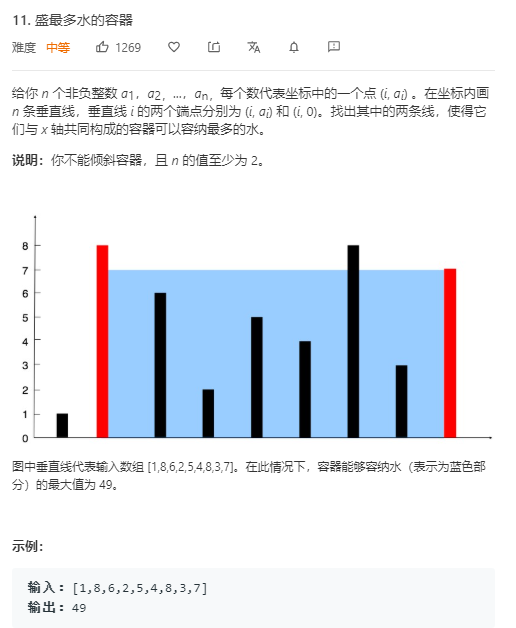 11. 盛最多水的容器
难度 中等 1269
给你 n 个非负整数 a1，a2，...，an，每个数代表坐标中的一个点 (i, ai) 。在坐标内画
n 条垂直线，垂直线 i 的两个端点分别为 (i, ai) 和 (i, 0)。找出其中的两条线，使得它
们与 x 轴共同构成的容器可以容纳最多的水。
说明：你不能倾斜容器，且 n 的值至少为 2。
8
7
6
5
4
3
2
1
0
图中垂直线代表输入数组 [1,8,6,2,5,4,8,3,7]。在此情况下，容器能够容纳水（表示为蓝色部
分）的最大值为 49。
示例：
输入：[1,8,6,2,5,4,8,3,7]
输出：49